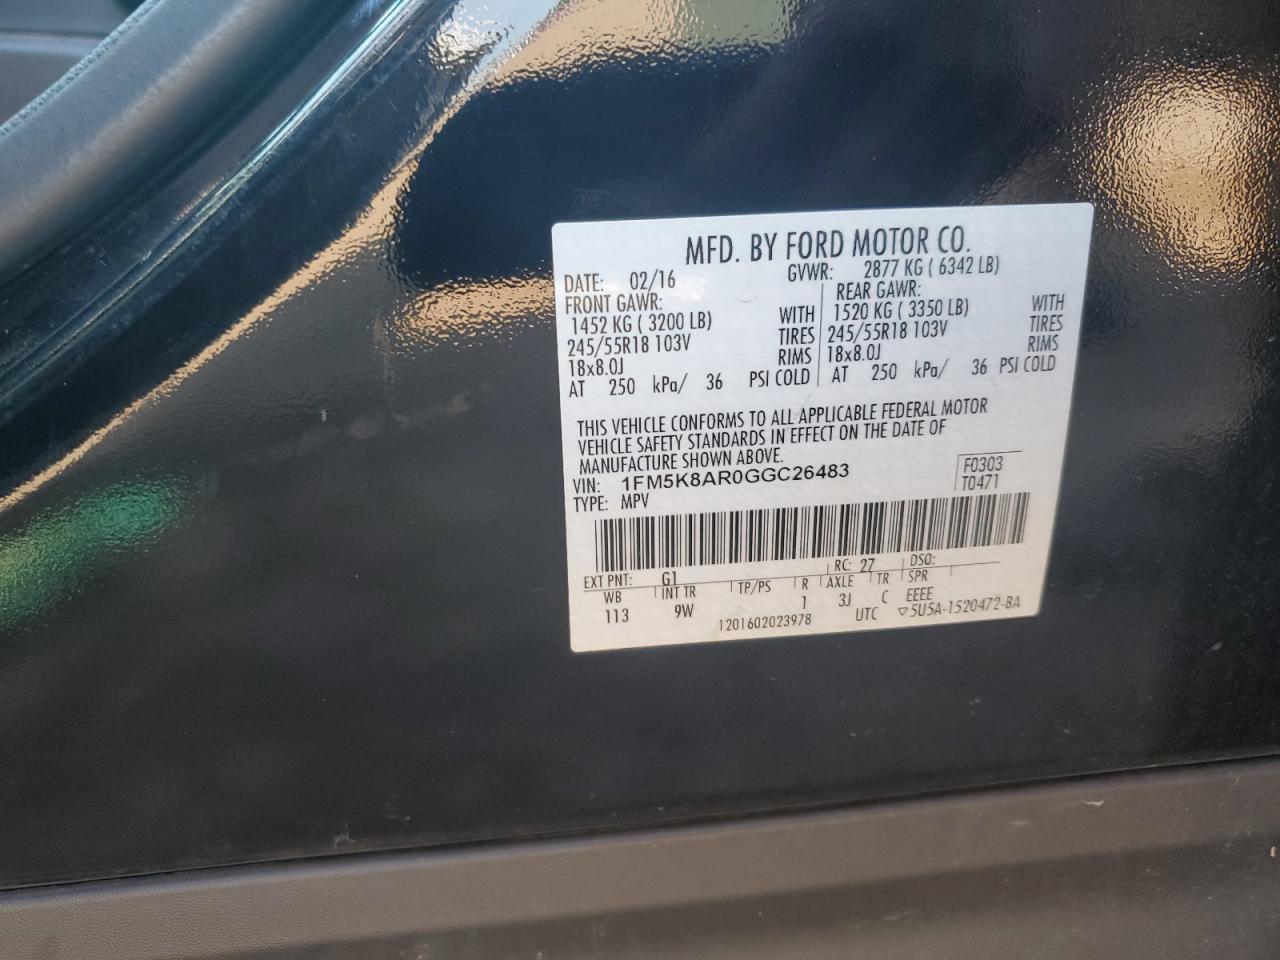 MFD. BY FORD MOTOR CO.
DATE: 02/16 GVWR: 2877 KG ( 6342 LB)
FRONT GAWR: REAR GAWR:
1452 KG ( 3200 LB) WITH 1520 KG ( 3350 LB) WITH
245/55R18 103V TIRES 245/55R18 103V TIRES
18x8.0J RIMS 18x8.0J RIMS
AT 250 kPa/ 36 PSI COLD AT 250 kPa/ 36 PSI COLD
THIS VEHICLE CONFORMS TO ALL APPLICABLE FEDERAL MOTOR
VEHICLE SAFETY STANDARDS IN EFFECT ON THE DATE OF
MANUFACTURE SHOWN ABOVE.
VIN: 1FM5K8AR0GGC26483 F0303
TYPE: MPV T0471
EXT PNT: G1 RC: 27 DSO:
WB INT TR TP/PS R AXLE TR SPR
113 9W 1 3J C EEEE
1201602023978 UTC ▽5U5A-1520472-BA